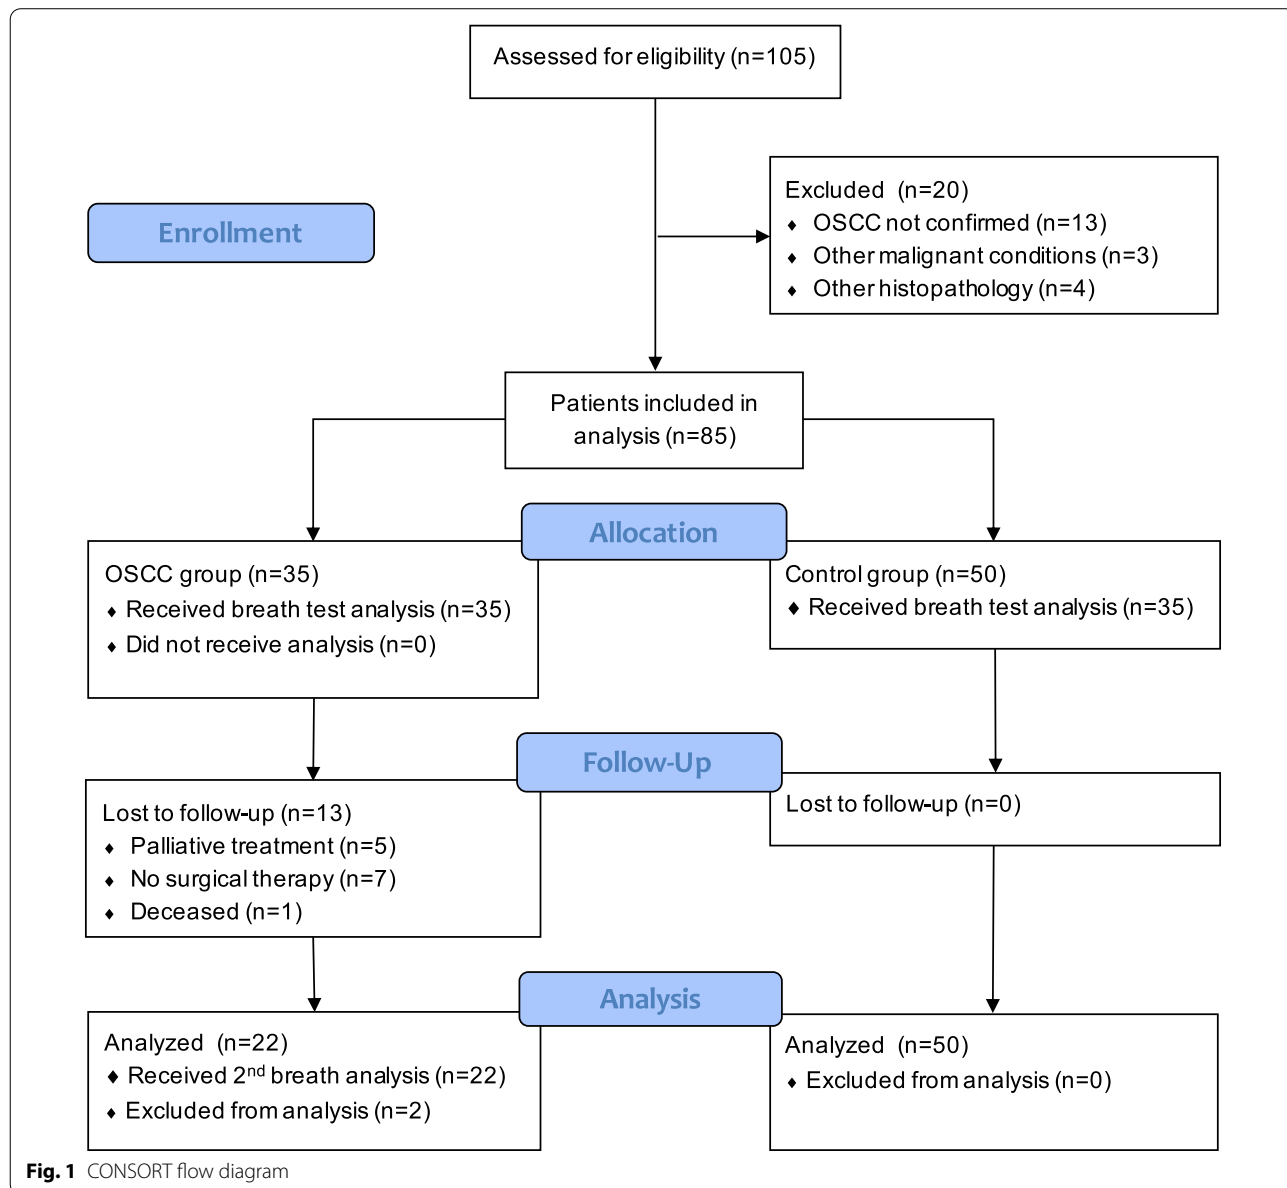 Assessed for eligibility (n=105)
Excluded (n=20)
♦ OSCC not confirmed (n=13)
♦ Other malignant conditions (n=3)
♦ Other histopathology (n=4)
Enrollment
Patients included in
analysis (n=85)
Allocation
OSCC group (n=35)
♦ Received breath test analysis (n=35)
♦ Did not receive analysis (n=0)
Control group (n=50)
♦ Received breath test analysis (n=35)
Follow-Up
Lost to follow-up (n=13)
♦ Palliative treatment (n=5)
♦ No surgical therapy (n=7)
♦ Deceased (n=1)
Lost to follow-up (n=0)
Analysis
Analyzed (n=22)
♦ Received 2nd breath analysis (n=22)
♦ Excluded from analysis (n=2)
Analyzed (n=50)
♦ Excluded from analysis (n=0)
Fig. 1 CONSORT flow diagram